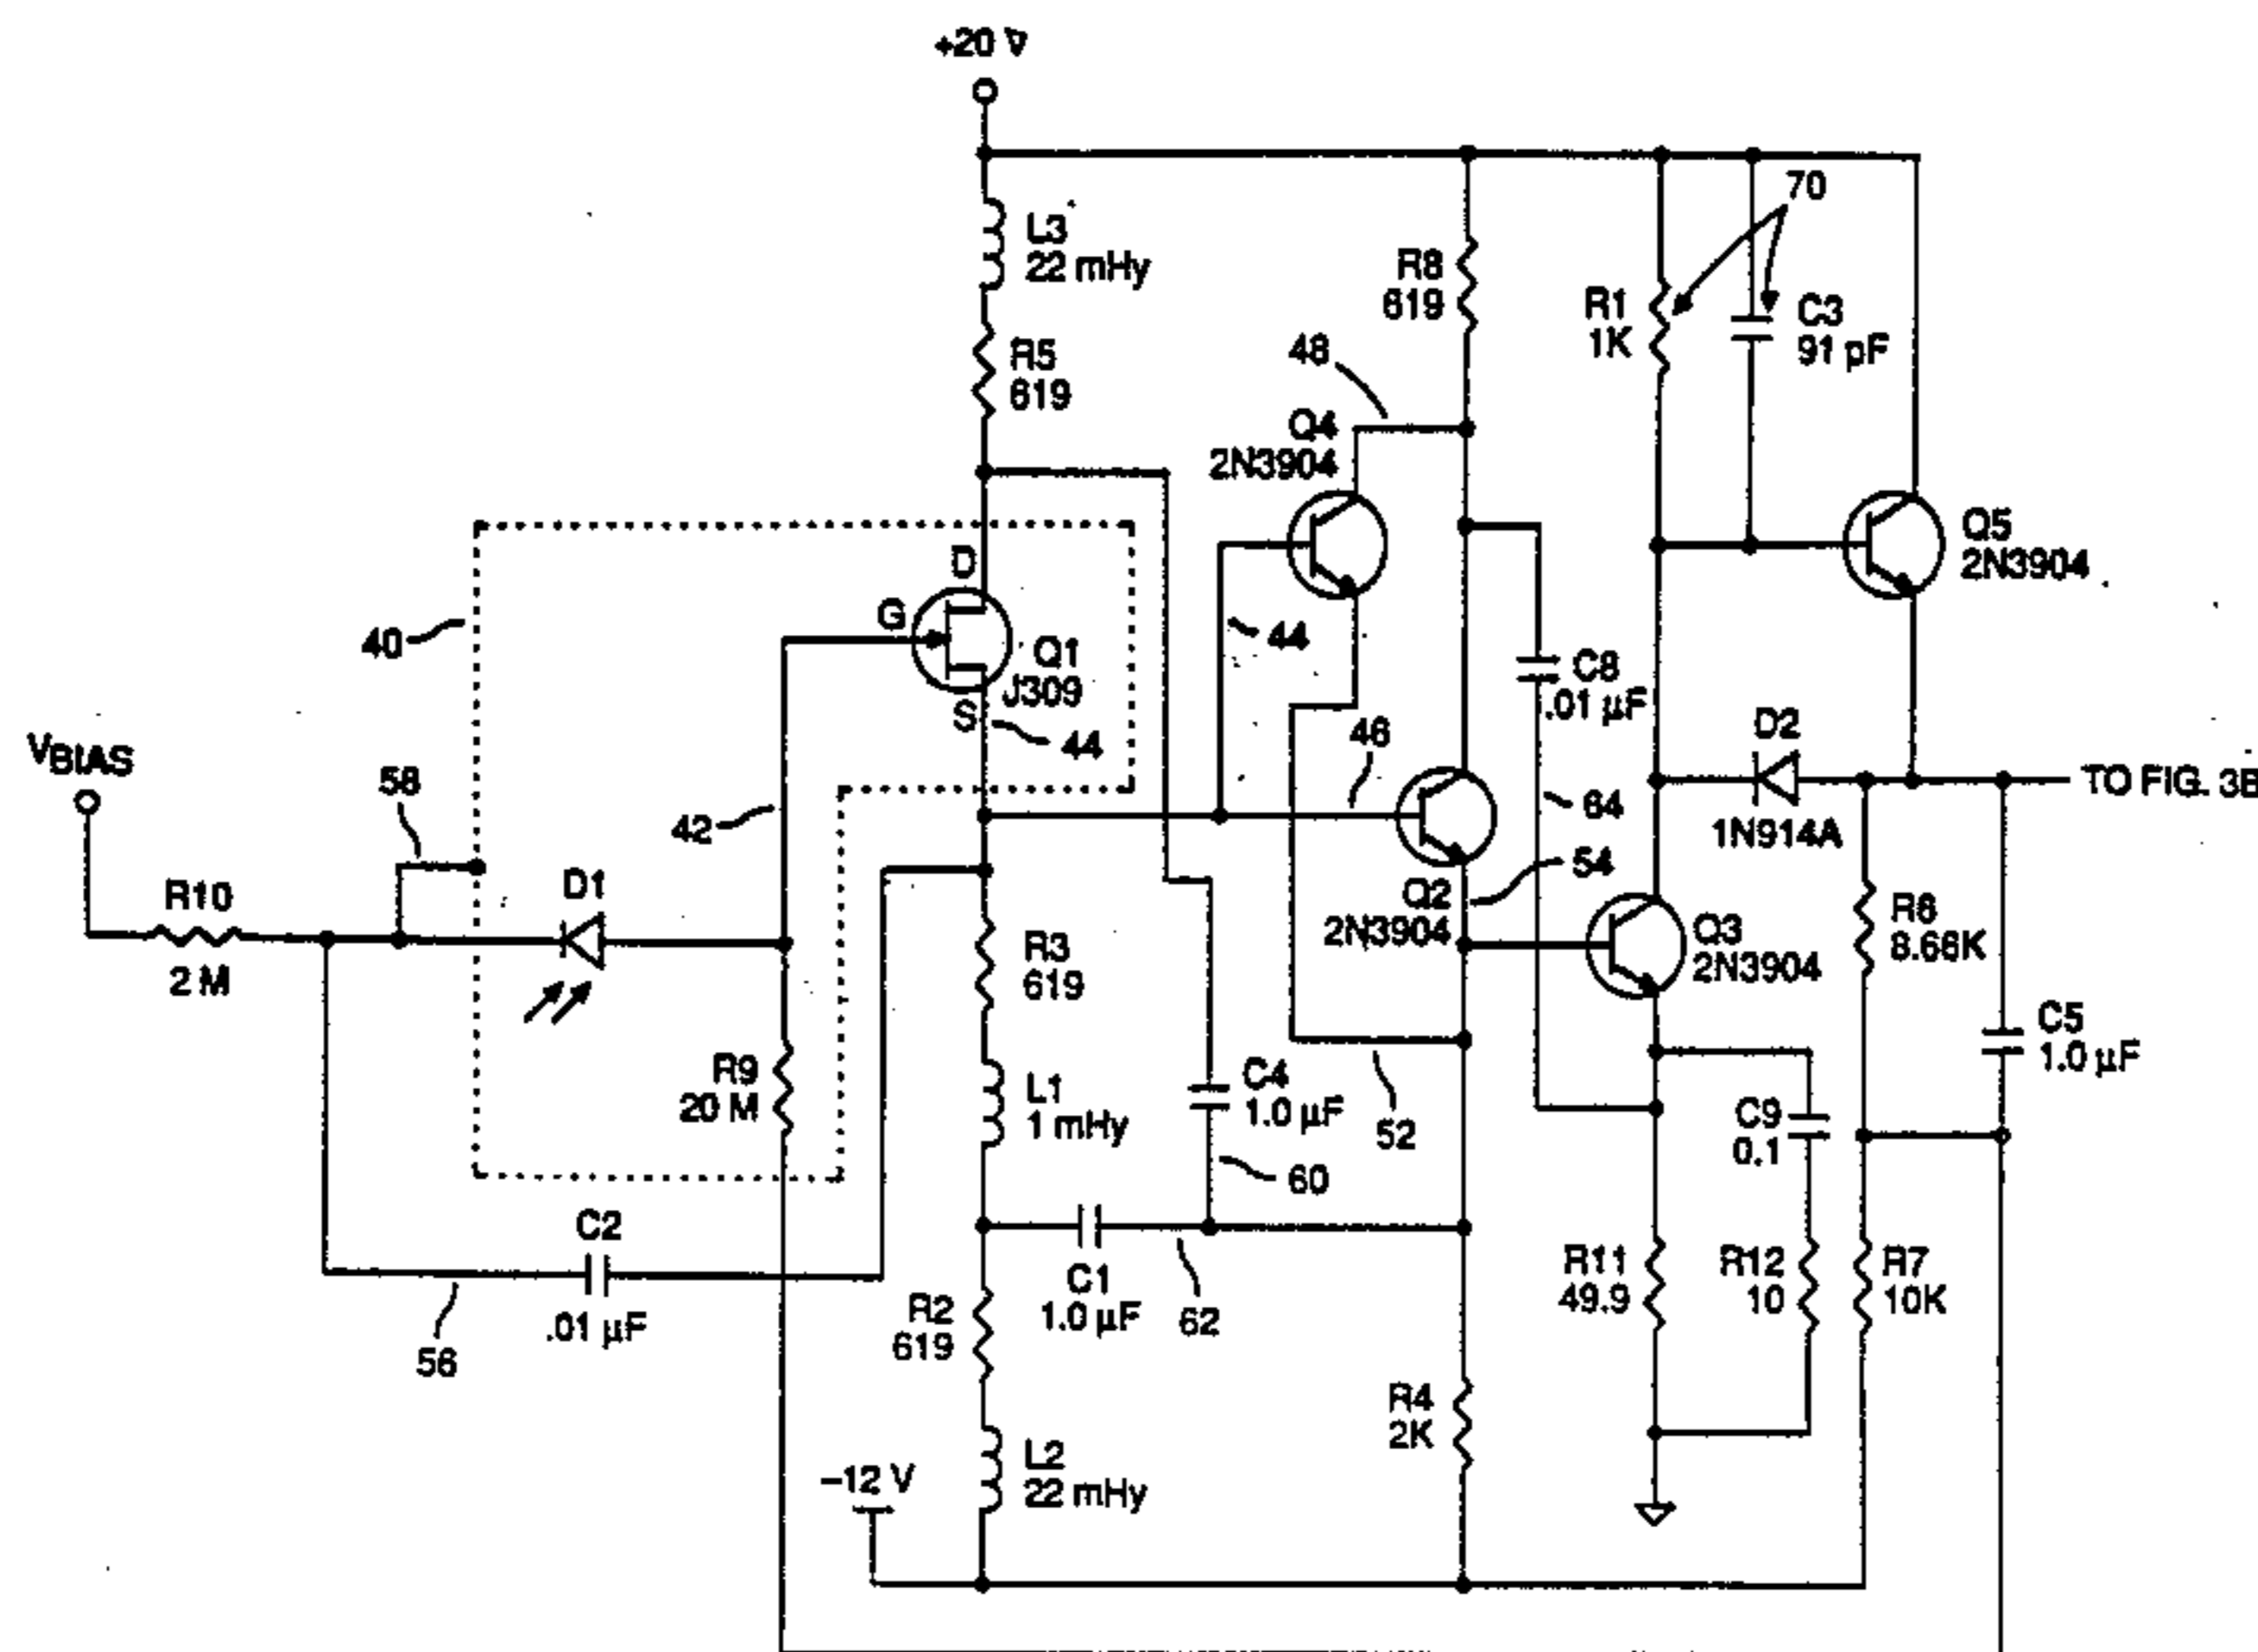 +20 V
70
L3
22 mHy
R8
619
R1
1K
C3
91 pF
R5
619
48
Q4
2N3904
Q5
2N3904
D
G
40
44
Q1
J309
S
44
C8
.01 µF
46
D2
TO FIG. 3B
VBIAS
58
42
64
1N914A
54
Q2
2N3904
R10
2 M
D1
R3
619
Q3
2N3904
R6
8.66K
R9
20 M
L1
1 mHy
C4
1.0 µF
52
C5
1.0 µF
C9
0.1
60
C2
.01 µF
56
C1
1.0 µF
62
R2
619
R11
49.9
R12
10
R7
10K
R4
2K
-12 V
L2
22 mHy